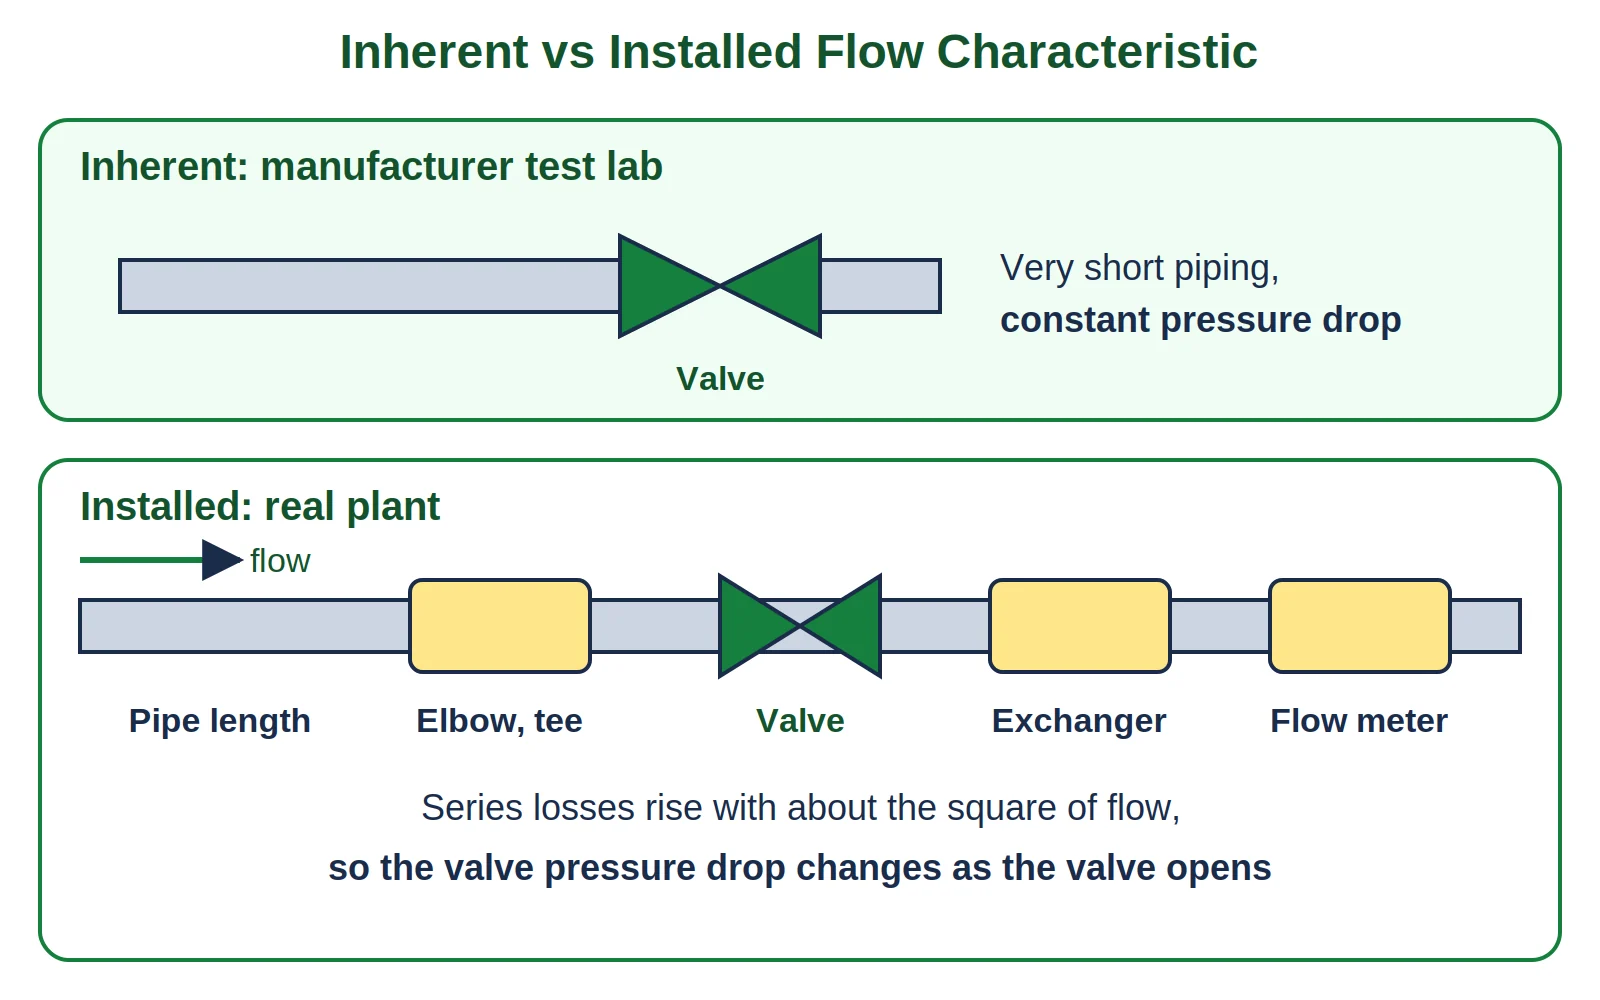 Inherent vs Installed Flow Characteristic
Inherent: manufacturer test lab
Very short piping,
constant pressure drop
Valve
Installed: real plant
flow
Pipe length
Elbow, tee
Valve
Exchanger
Flow meter
Series losses rise with about the square of flow,
so the valve pressure drop changes as the valve opens